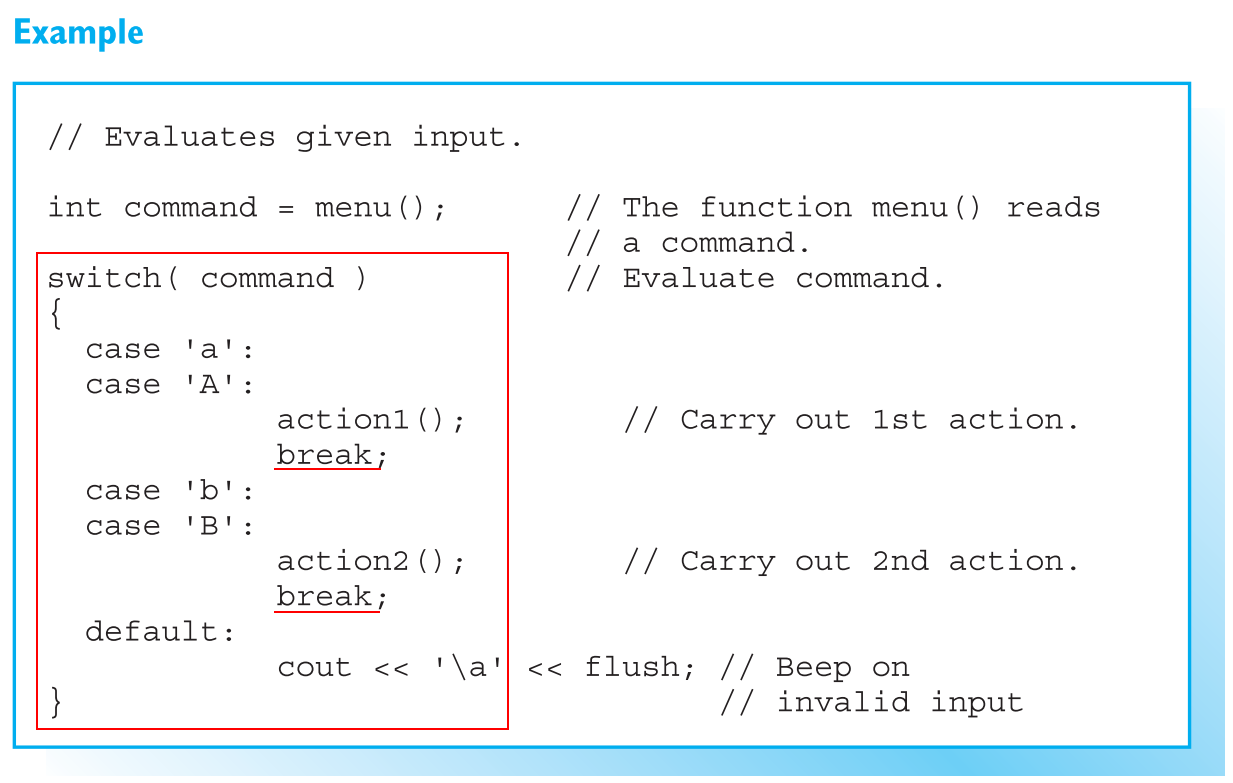 Example
// Evaluates given input.
int command = menu();      // The function menu() reads
                           // a command.
switch( command )          // Evaluate command.
{
  case 'a':
  case 'A':
            action1();        // Carry out 1st action.
            break;
  case 'b':
  case 'B':
            action2();        // Carry out 2nd action.
            break;
  default:
            cout << '\a' << flush; // Beep on
}                                  // invalid input